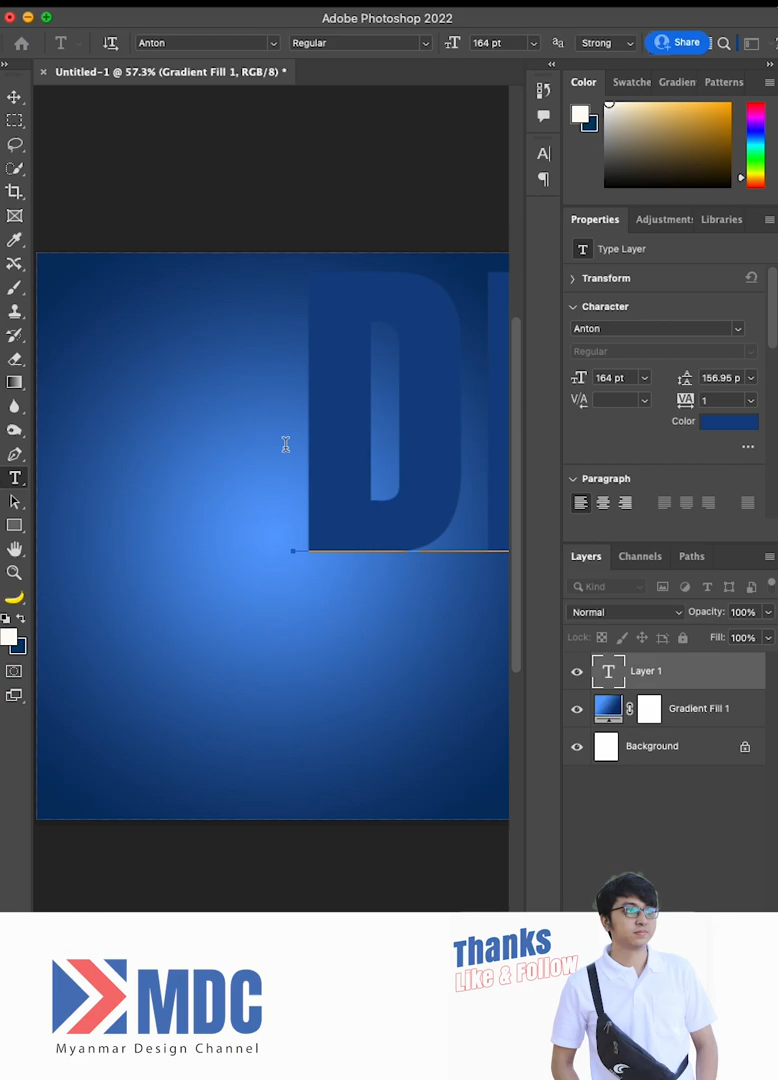 Adobe Photoshop 2022
T Anton Regular 164 pt aa Strong Share
Untitled-1 @ 57.3% (Gradient Fill 1, RGB/8) *
Color Swatche Gradien Patterns
Properties Adjustment: Libraries
T Type Layer
Transform
Character
Anton
Regular
164 pt 156.95 p
V/A VA 1
Color
Paragraph
D
Layers Channels Paths
Kind
Normal Opacity: 100%
Lock: Fill: 100%
T Layer 1
Gradient Fill 1
Background
MDC
Myanmar Design Channel
Thanks
Like & Follow